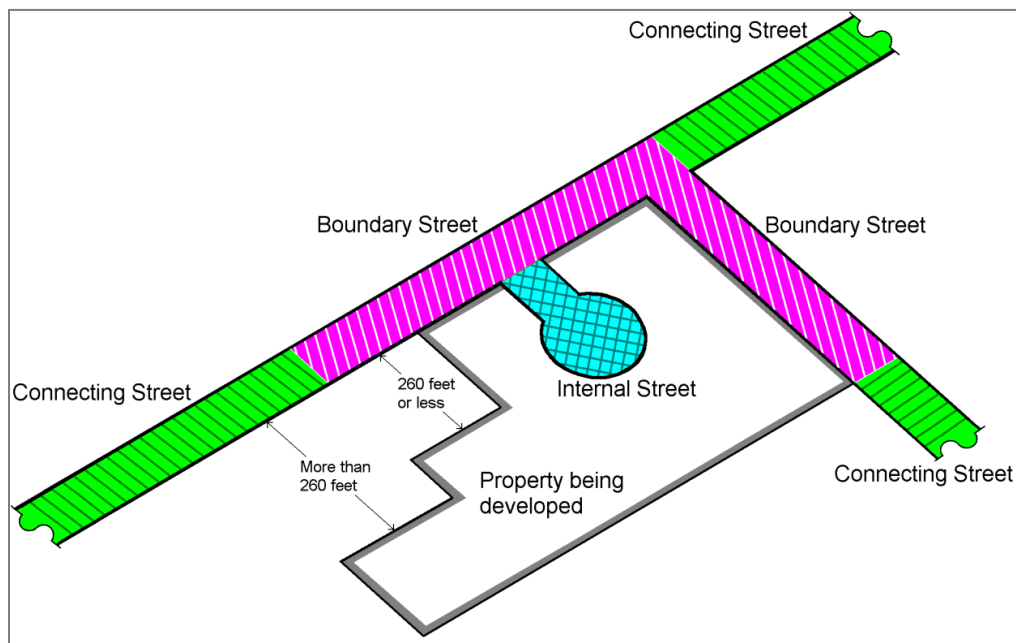 Connecting Street
Boundary Street
Boundary Street
Connecting Street
260 feet
or less
Internal Street
More than
260 feet
Property being
developed
Connecting Street